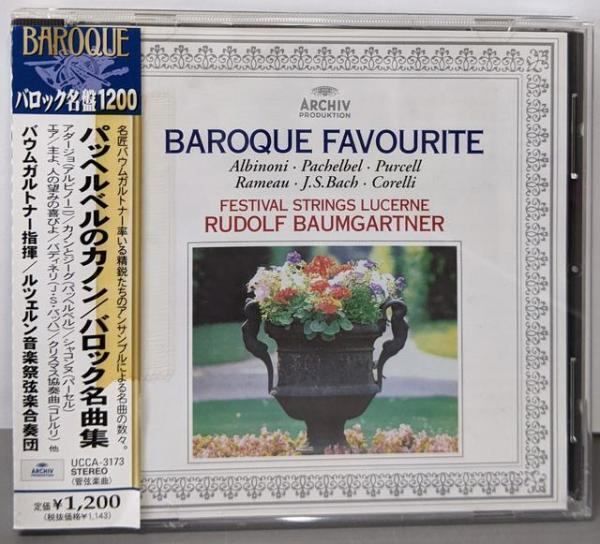 BAROQUE
バロック名盤1200
名匠バウムガルトナー率いる精鋭たちのアンサンブルによる名曲の数々。
パッヘルベルのカノン/バロック名曲集
アダージョ(アルビノーニ)/カノンとジーグ(パッヘルベル)/シャコンヌ(パーセル)
エア/主よ、人の望みの喜びよ/バディネリ(J・S・バッハ)/クリスマス協奏曲(コレルリ) 他
バウムガルトナー指揮/ルツェルン音楽祭弦楽合奏団
ARCHIV
PRODUKTION
UCCA-3173
STEREO
(管弦楽曲)
定価¥1,200
(税抜価格¥1,143)
ARCHIV
PRODUKTION
BAROQUE FAVOURITE
Albinoni · Pachelbel · Purcell
Rameau · J.S.Bach · Corelli
FESTIVAL STRINGS LUCERNE
RUDOLF BAUMGARTNER